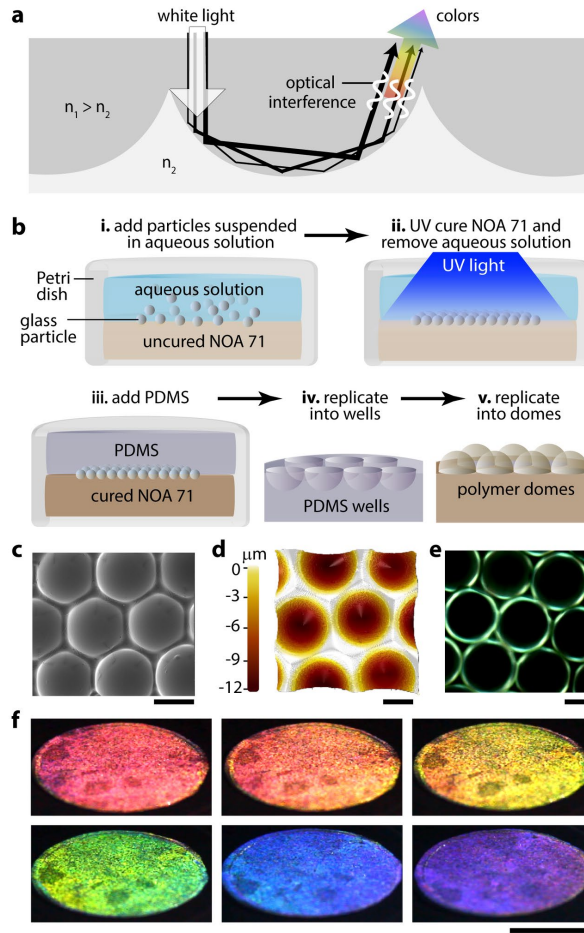 a
white light
colors
optical
interference
n1 > n2
n2
b
i. add particles suspended
in aqueous solution
ii. UV cure NOA 71 and
remove aqueous solution
Petri
dish
aqueous solution
glass
particle
uncured NOA 71
UV light
iii. add PDMS
iv. replicate
into wells
v. replicate
into domes
PDMS
cured NOA 71
PDMS wells
polymer domes
c
d
μm
0
-3
-6
-9
-12
e
f